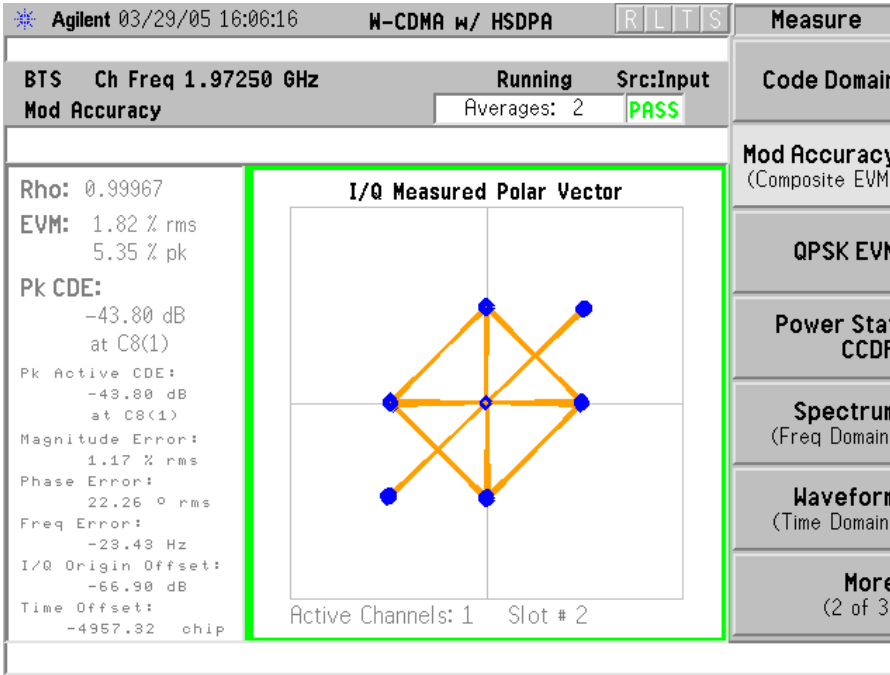 Agilent 03/29/05 16:06:16 W-CDMA w/ HSDPA R L T S Measure
BTS Ch Freq 1.97250 GHz Running Src:Input
Mod Accuracy Averages: 2 PASS
Code Domain
Mod Accuracy
(Composite EVM
QPSK EVM
Power Stat
CCDF
Spectrum
(Freq Domain
Waveform
(Time Domain
More
(2 of 3
Rho: 0.99967
EVM: 1.82 % rms
5.35 % pk
Pk CDE:
-43.80 dB
at C8(1)
Pk Active CDE:
-43.80 dB
at C8(1)
Magnitude Error:
1.17 % rms
Phase Error:
22.26 º rms
Freq Error:
-23.43 Hz
I/Q Origin Offset:
-66.90 dB
Time Offset:
-4957.32 chip
I/Q Measured Polar Vector
Active Channels: 1 Slot # 2